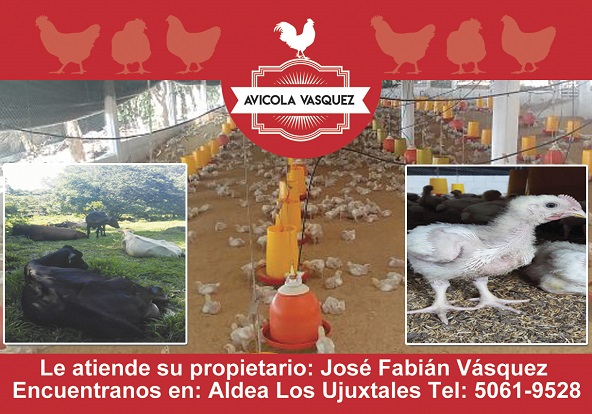 AVICOLA VASQUEZ
Le atiende su propietario: José Fabián Vásquez
Encuentranos en: Aldea Los Ujuxtales Tel: 5061-9528